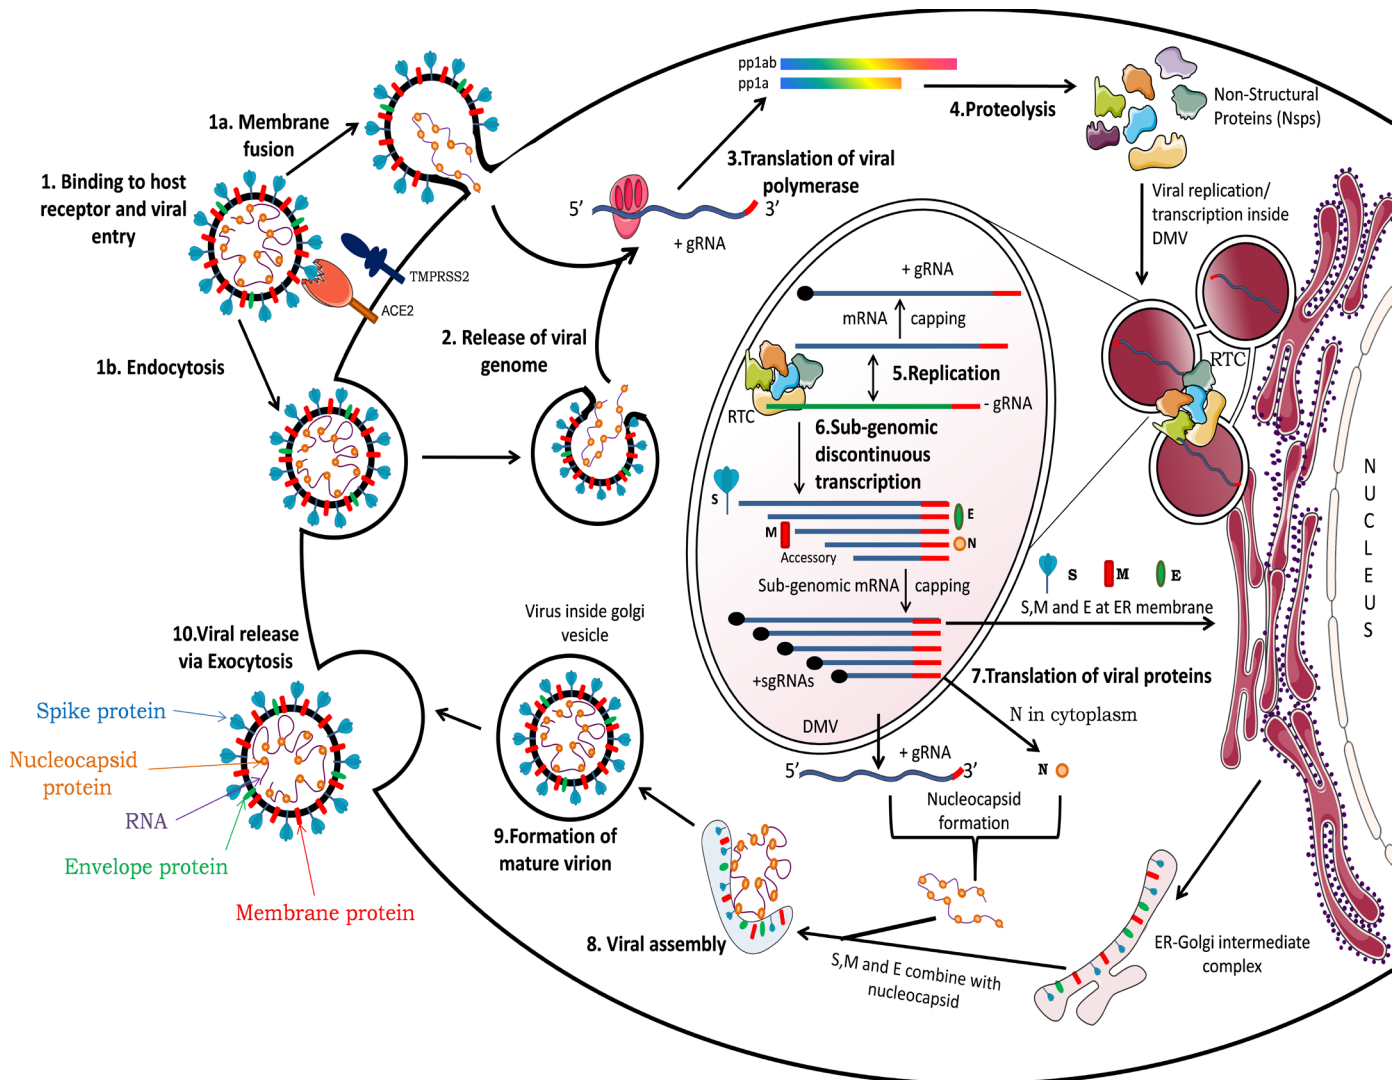 pp1ab
pp1a
4.Proteolysis
Non-Structural
Proteins (Nsps)
1a. Membrane
fusion
1. Binding to host
receptor and viral
entry
3.Translation of viral
polymerase
5’
3’
+ gRNA
Viral replication/
transcription inside
DMV
TMPRSS2
ACE2
1b. Endocytosis
2. Release of viral
genome
+ gRNA
mRNA
capping
5.Replication
RTC
- gRNA
RTC
6.Sub-genomic
discontinuous
transcription
S
E
M
N
Accessory
Sub-genomic mRNA
capping
+sgRNAs
DMV
S
M
E
S,M and E at ER membrane
NUCLEUS
7.Translation of viral proteins
N in cytoplasm
+ gRNA
5’
3’
N
Nucleocapsid
formation
Virus inside golgi
vesicle
10.Viral release
via Exocytosis
Spike protein
Nucleocapsid
protein
RNA
Envelope protein
Membrane protein
9.Formation of
mature virion
8. Viral assembly
S,M and E combine with
nucleocapsid
ER-Golgi intermediate
complex